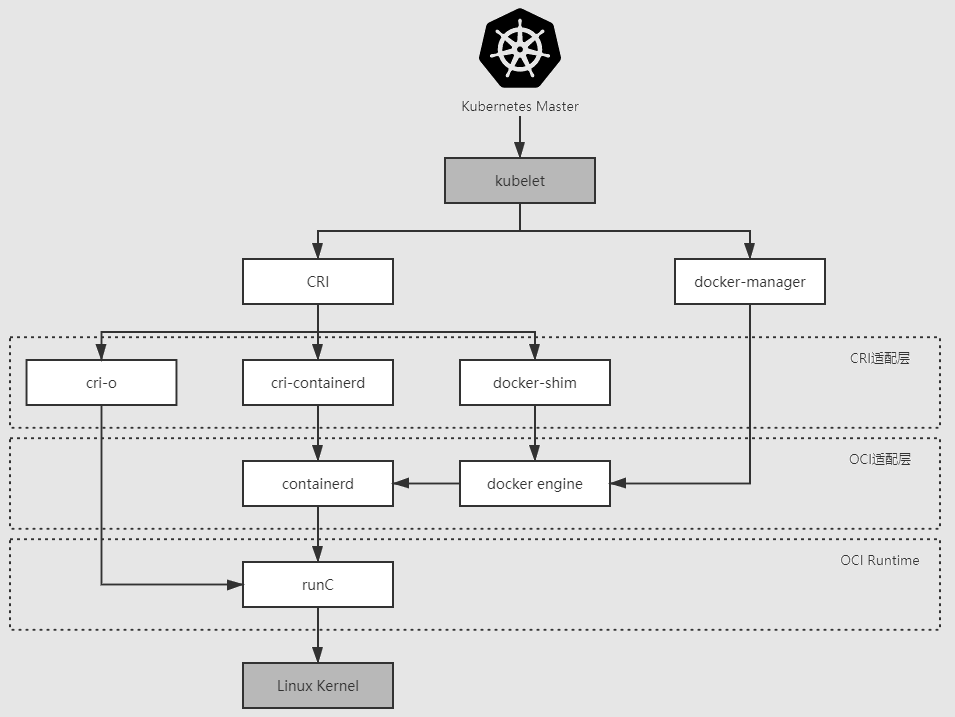 Kubernetes Master
kubelet
CRI
docker-manager
CRI适配层
cri-o
cri-containerd
docker-shim
OCI适配层
containerd
docker engine
OCI Runtime
runC
Linux Kernel